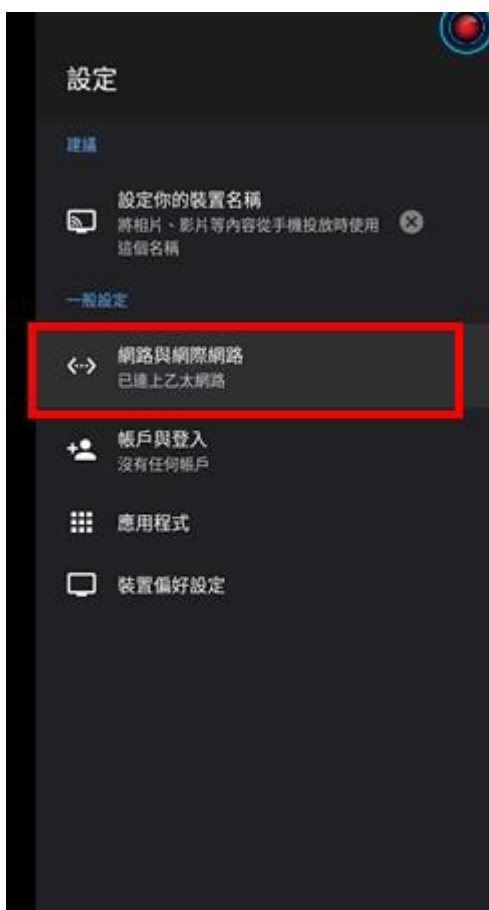 設定
建議
設定你的裝置名稱
將相片、影片等內容從手機投放時使用
這個名稱
一般設定
網路與網際網路
已連上乙太網路
帳戶與登入
沒有任何帳戶
應用程式
裝置偏好設定